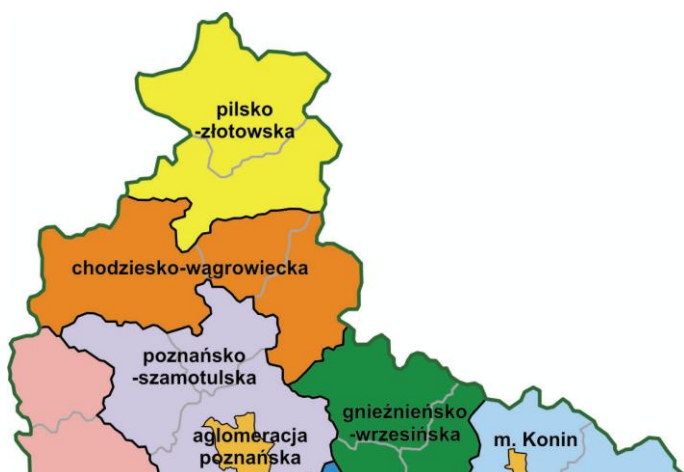 pilsko
-złotowska
chodziesko-wągrowiecka
poznańsko
-szamotulska
gnieźnieńsko
-wrzesińska
aglomeracja
poznańska
m. Konin